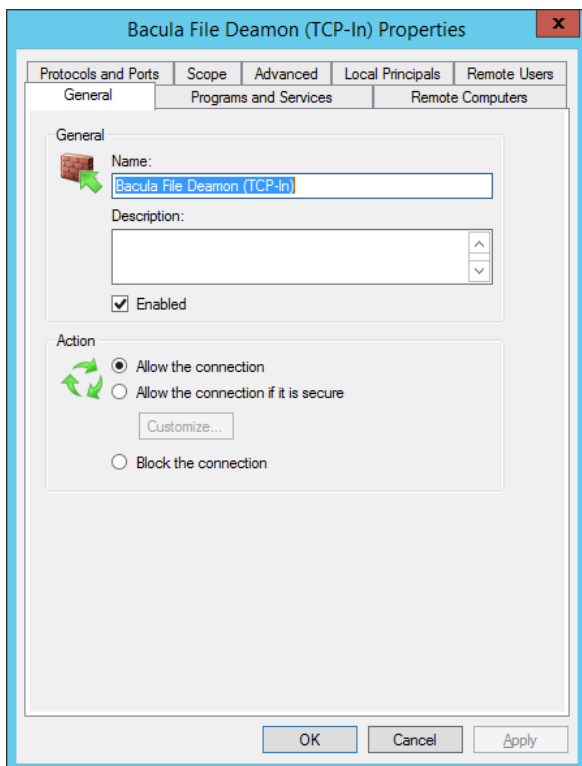 Bacula File Deamon (TCP-In) Properties
x
Protocols and Ports Scope Advanced Local Principals Remote Users
General Programs and Services Remote Computers
General
Name:
Bacula File Deamon (TCP-In)
Description:
Enabled
Action
Allow the connection
Allow the connection if it is secure
Customize...
Block the connection
OK Cancel Apply